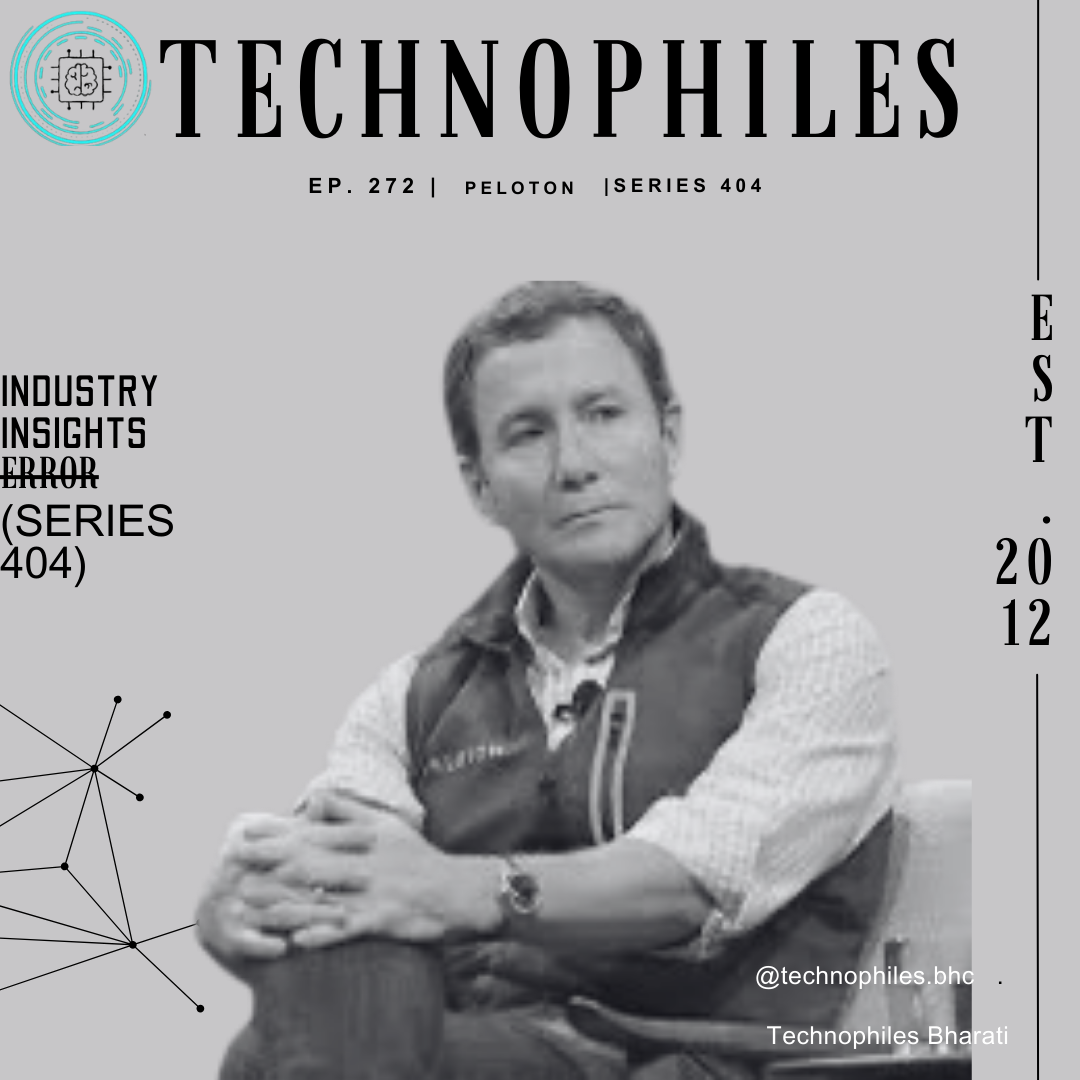 TECHNOPHILES
EP. 272 | PELOTON |SERIES 404
INDUSTRY
INSIGHTS
ERROR
(SERIES
404)
E
S
T
.
20
12
@technophiles.bhc .
Technophiles Bharati